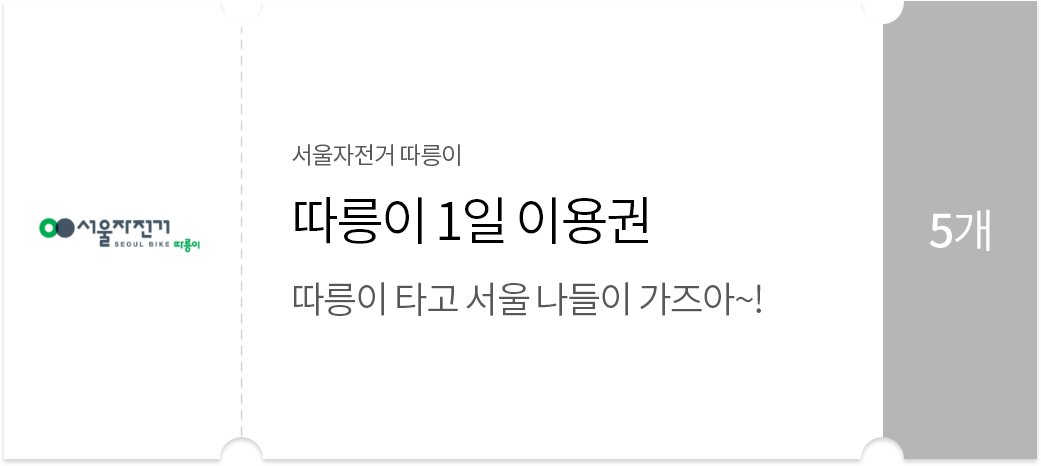 서울자전거
SEOUL BIKE 따릉이
서울자전거 따릉이
따릉이 1일 이용권
따릉이 타고 서울 나들이 가즈아~!
5개